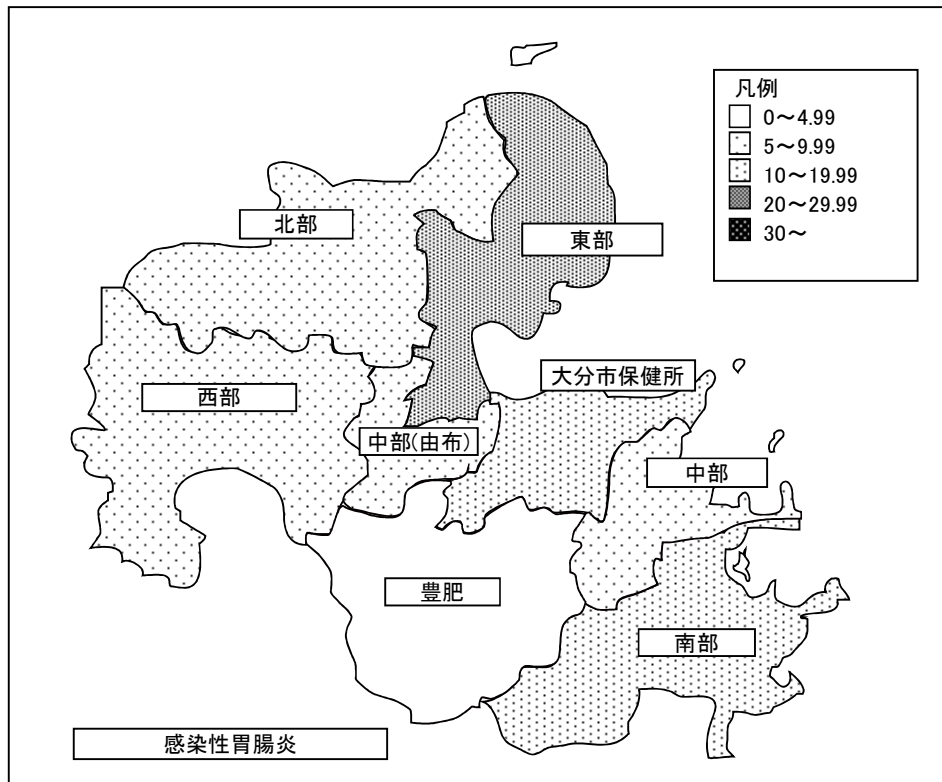 凡例
0～4.99
5～9.99
10～19.99
20～29.99
30～
北部
東部
大分市保健所
西部
中部(由布)
中部
豊肥
南部
感染性胃腸炎